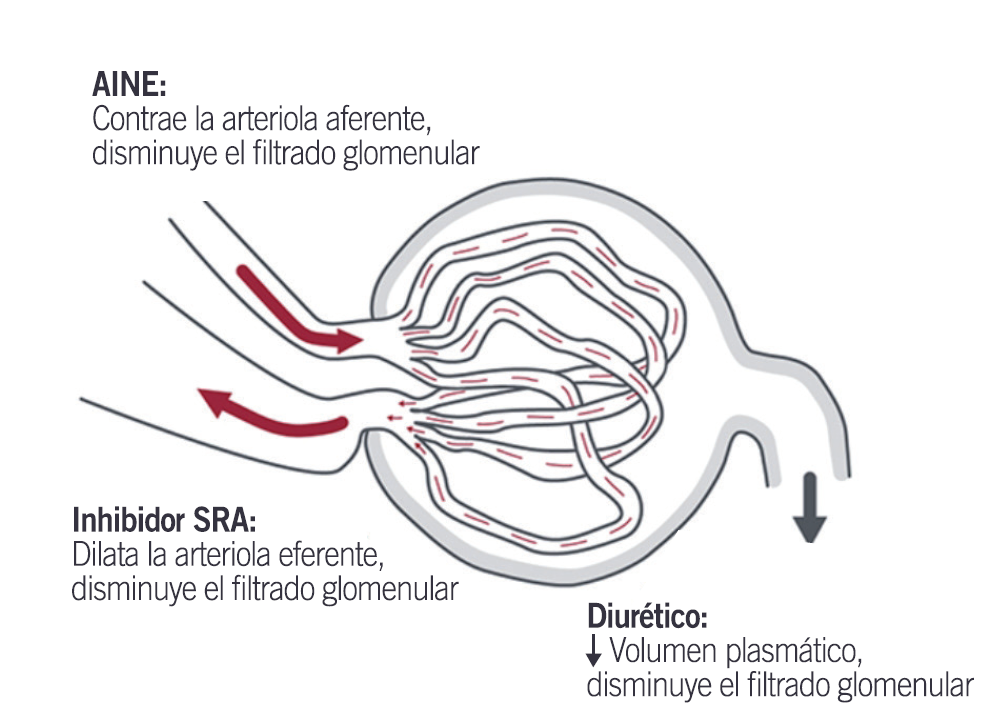 AINE:
Contrae la arteriola aferente,
disminuye el filtrado glomenular
Inhibidor SRA:
Dilata la arteriola eferente,
disminuye el filtrado glomenular
Diurético:
↓ Volumen plasmático,
disminuye el filtrado glomenular